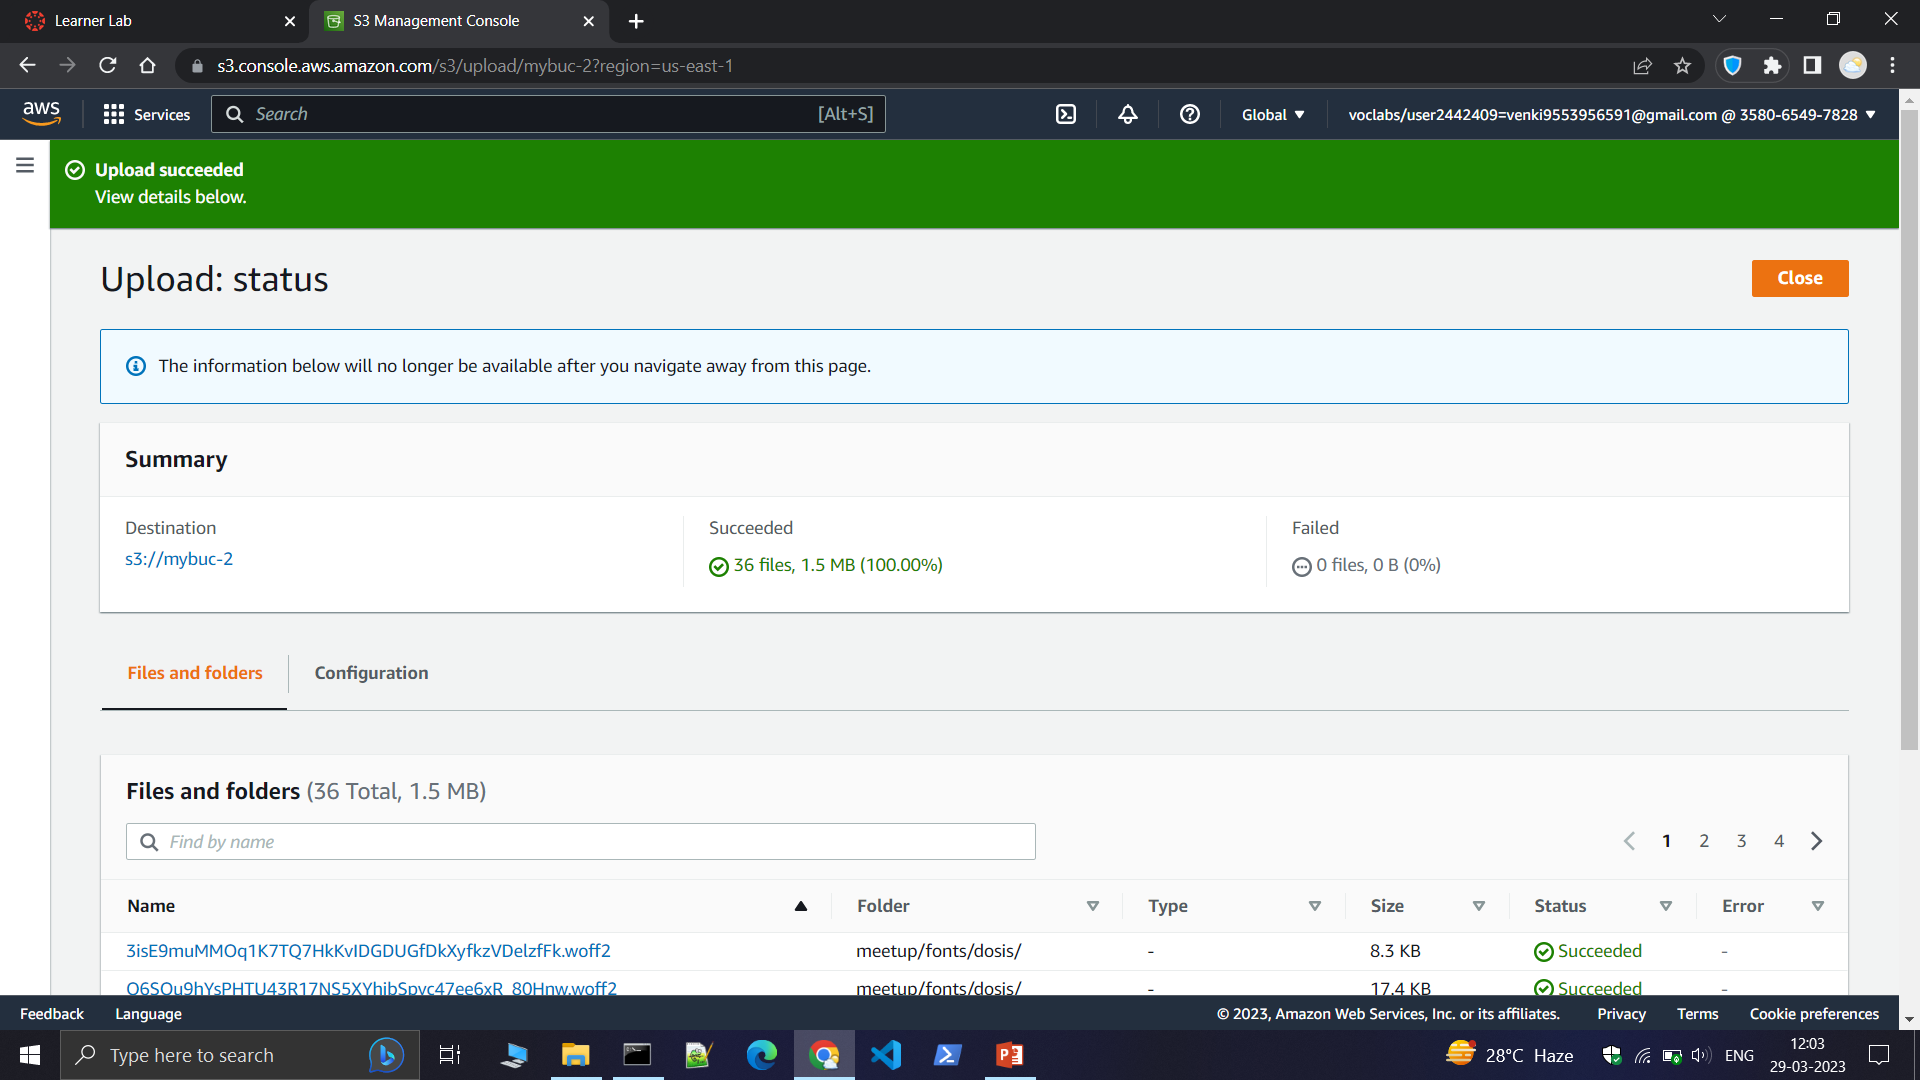 Learner Lab
S3 Management Console
s3.console.aws.amazon.com/s3/upload/mybuc-2?region=us-east-1
aws
Services
Search
[Alt+S]
Global
voclabs/user2442409=venki9553956591@gmail.com @ 3580-6549-7828
Upload succeeded
View details below.
Upload: status
Close
The information below will no longer be available after you navigate away from this page.
Summary
Destination
s3://mybuc-2
Succeeded
36 files, 1.5 MB (100.00%)
Failed
0 files, 0 B (0%)
Files and folders
Configuration
Files and folders (36 Total, 1.5 MB)
Find by name
1 2 3 4
Name Folder Type Size Status Error
3isE9muMMOq1K7TQ7HkKvIDGDUGfDkXyfkzVDelzfFk.woff2 meetup/fonts/dosis/ - 8.3 KB Succeeded -
Q6SOu9hYsPHTU43R17NS5XYhibSpvc47ee6xR_80Hnw.woff2 meetup/fonts/dosis/ - 17.4 KB Succeeded -
Feedback
Language
© 2023, Amazon Web Services, Inc. or its affiliates.
Privacy
Terms
Cookie preferences
Type here to search
28°C Haze
ENG
12:03
29-03-2023